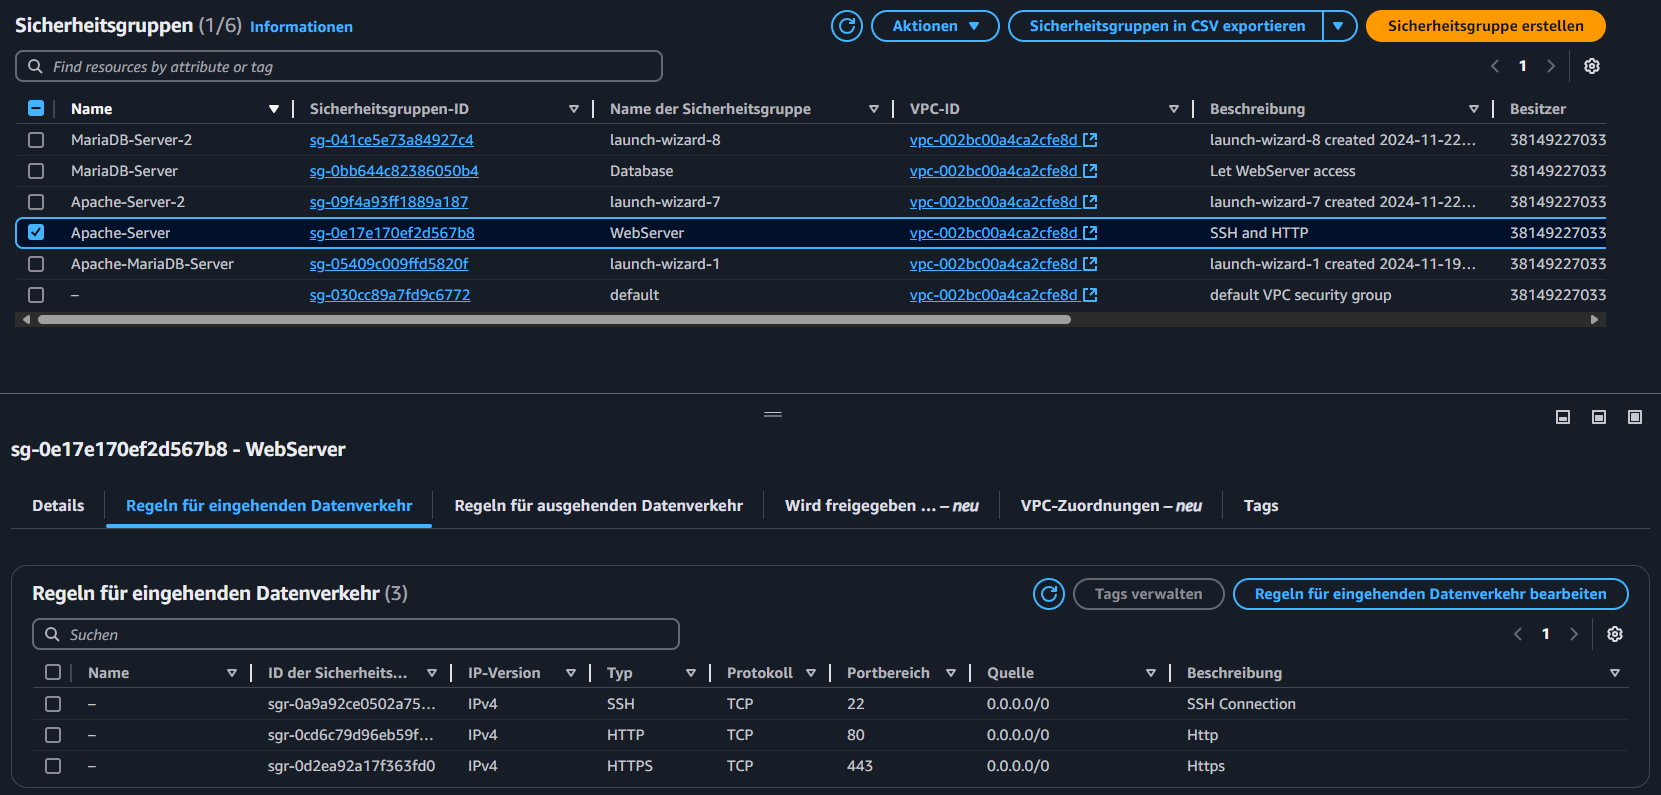 Sicherheitsgruppen (1/6) Informationen Aktionen Sicherheitsgruppen in CSV exportieren Sicherheitsgruppe erstellen
Find resources by attribute or tag 1
Name Sicherheitsgruppen-ID Name der Sicherheitsgruppe VPC-ID Beschreibung Besitzer
MariaDB-Server-2 sg-041ce5e73a84927c4 launch-wizard-8 vpc-002bc00a4ca2cfe8d launch-wizard-8 created 2024-11-22... 38149227033
MariaDB-Server sg-0bb644c82386050b4 Database vpc-002bc00a4ca2cfe8d Let WebServer access 38149227033
Apache-Server-2 sg-09f4a93ff1889a187 launch-wizard-7 vpc-002bc00a4ca2cfe8d launch-wizard-7 created 2024-11-22... 38149227033
Apache-Server sg-0e17e170ef2d567b8 WebServer vpc-002bc00a4ca2cfe8d SSH and HTTP 38149227033
Apache-MariaDB-Server sg-05409c009ffd5820f launch-wizard-1 vpc-002bc00a4ca2cfe8d launch-wizard-1 created 2024-11-19... 38149227033
– sg-030cc89a7fd9c6772 default vpc-002bc00a4ca2cfe8d default VPC security group 38149227033
sg-0e17e170ef2d567b8 - WebServer
Details Regeln für eingehenden Datenverkehr Regeln für ausgehenden Datenverkehr Wird freigegeben ... – neu VPC-Zuordnungen – neu Tags
Regeln für eingehenden Datenverkehr (3) Tags verwalten Regeln für eingehenden Datenverkehr bearbeiten
Suchen 1
Name ID der Sicherheits... IP-Version Typ Protokoll Portbereich Quelle Beschreibung
– sgr-0a9a92ce0502a75... IPv4 SSH TCP 22 0.0.0.0/0 SSH Connection
– sgr-0cd6c79d96eb59f... IPv4 HTTP TCP 80 0.0.0.0/0 Http
– sgr-0d2ea92a17f363fd0 IPv4 HTTPS TCP 443 0.0.0.0/0 Https